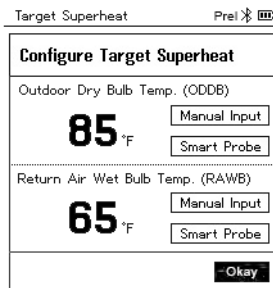 Target Superheat Prel
Configure Target Superheat
Outdoor Dry Bulb Temp. (ODDB)
85 °F
Manual Input
Smart Probe
Return Air Wet Bulb Temp. (RAWB)
65 °F
Manual Input
Smart Probe
Okay